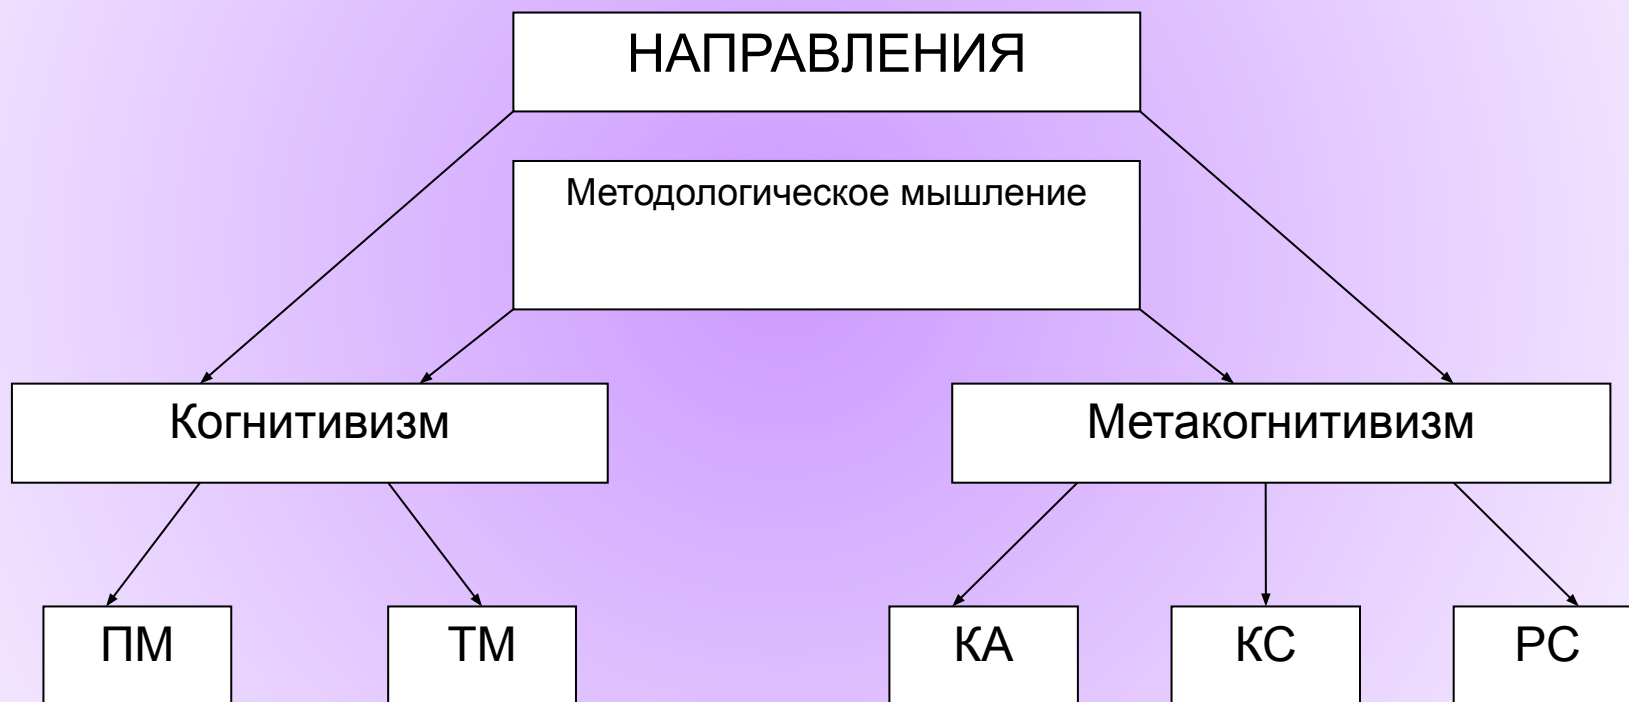 НАПРАВЛЕНИЯ
Методологическое мышление
Когнитивизм
Метакогнитивизм
ПМ
ТМ
КА
КС
РС